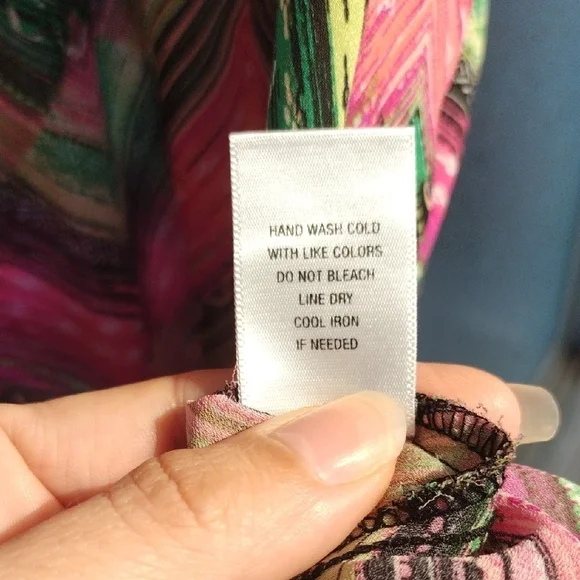 HAND WASH COLD
WITH LIKE COLORS
DO NOT BLEACH
LINE DRY
COOL IRON
IF NEEDED